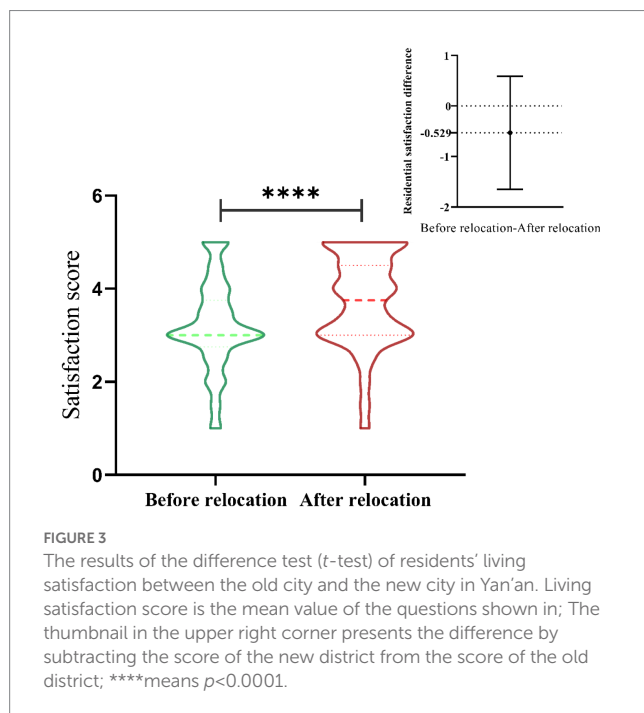 1
0
-0.529
-1
-2
Residential satisfaction difference
Before relocation-After relocation
****
6
4
2
0
Satisfaction score
Before relocation After relocation
FIGURE 3
The results of the difference test (t-test) of residents’ living
satisfaction between the old city and the new city in Yan’an. Living
satisfaction score is the mean value of the questions shown in; The
thumbnail in the upper right corner presents the difference by
subtracting the score of the new district from the score of the old
district; ****means p<0.0001.